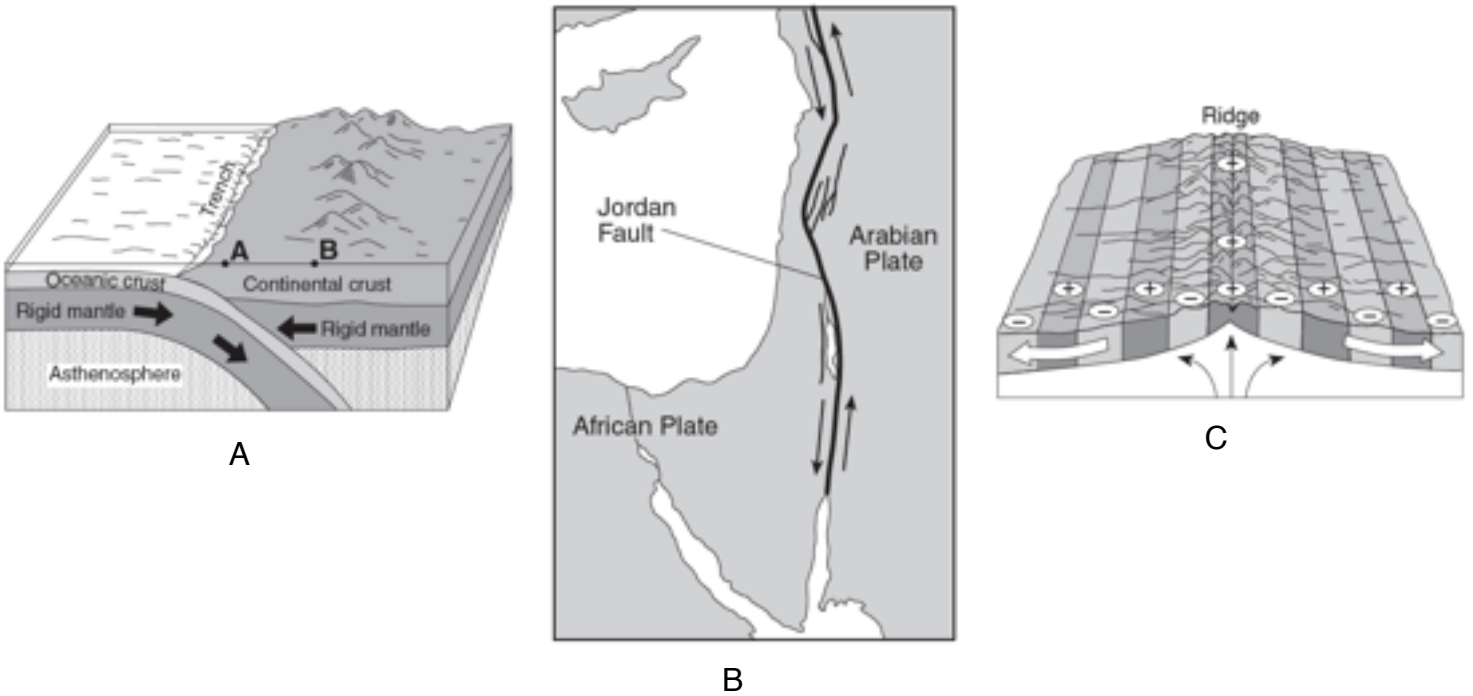 Trench
A
B
Oceanic crust
Continental crust
Rigid mantle
Rigid mantle
Asthenosphere
A
Jordan
Fault
Arabian
Plate
African Plate
B
Ridge
+
+
+
+
+
+
+
−
−
−
−
−
−
C